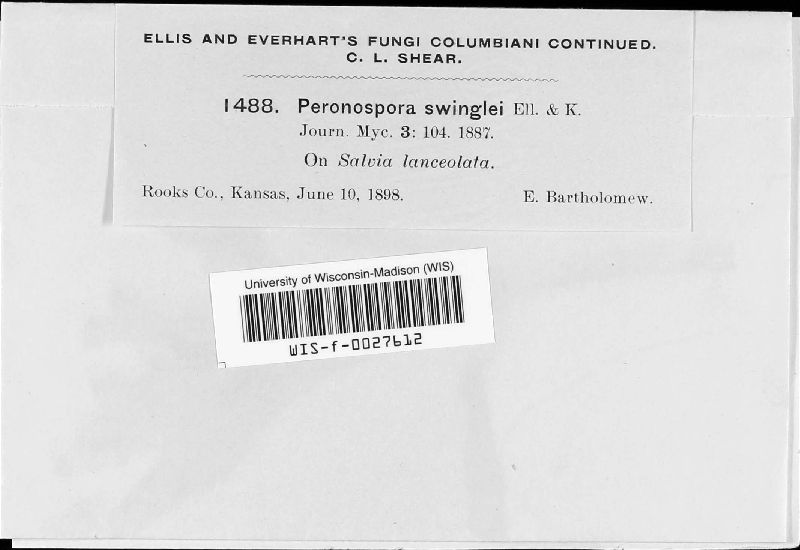 ELLIS AND EVERHART'S FUNGI COLUMBIANI CONTINUED.
C. L. SHEAR.
1488. Peronospora swinglei Ell. & K.
Journ. Myc. 3: 104. 1887.
On Salvia lanceolata.
Rooks Co., Kansas, June 10, 1898. E. Bartholomew.
University of Wisconsin-Madison (WIS)
WIS-f-0027612